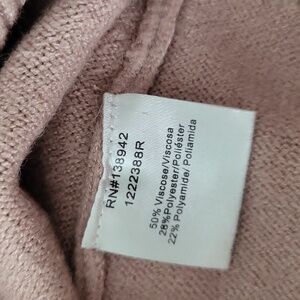 RN#138942
1222388R
50% Viscose/Viscosa
28%Polyester/Poliéster
22% Polyamide/ Poliamida